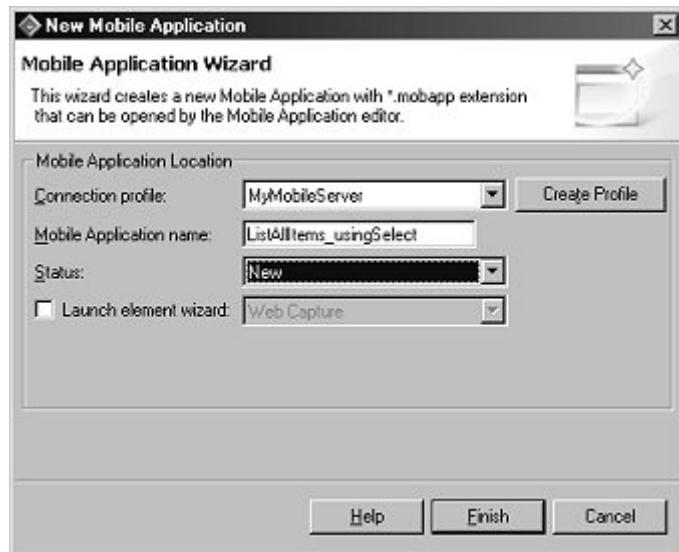 New Mobile Application
Mobile Application Wizard
This wizard creates a new Mobile Application with *.mobapp extension
that can be opened by the Mobile Application editor.
Mobile Application Location
Connection profile: MyMobileServer Create Profile
Mobile Application name: ListAllItems_usingSelect
Status: New
Launch element wizard: Web Capture
Help Finish Cancel